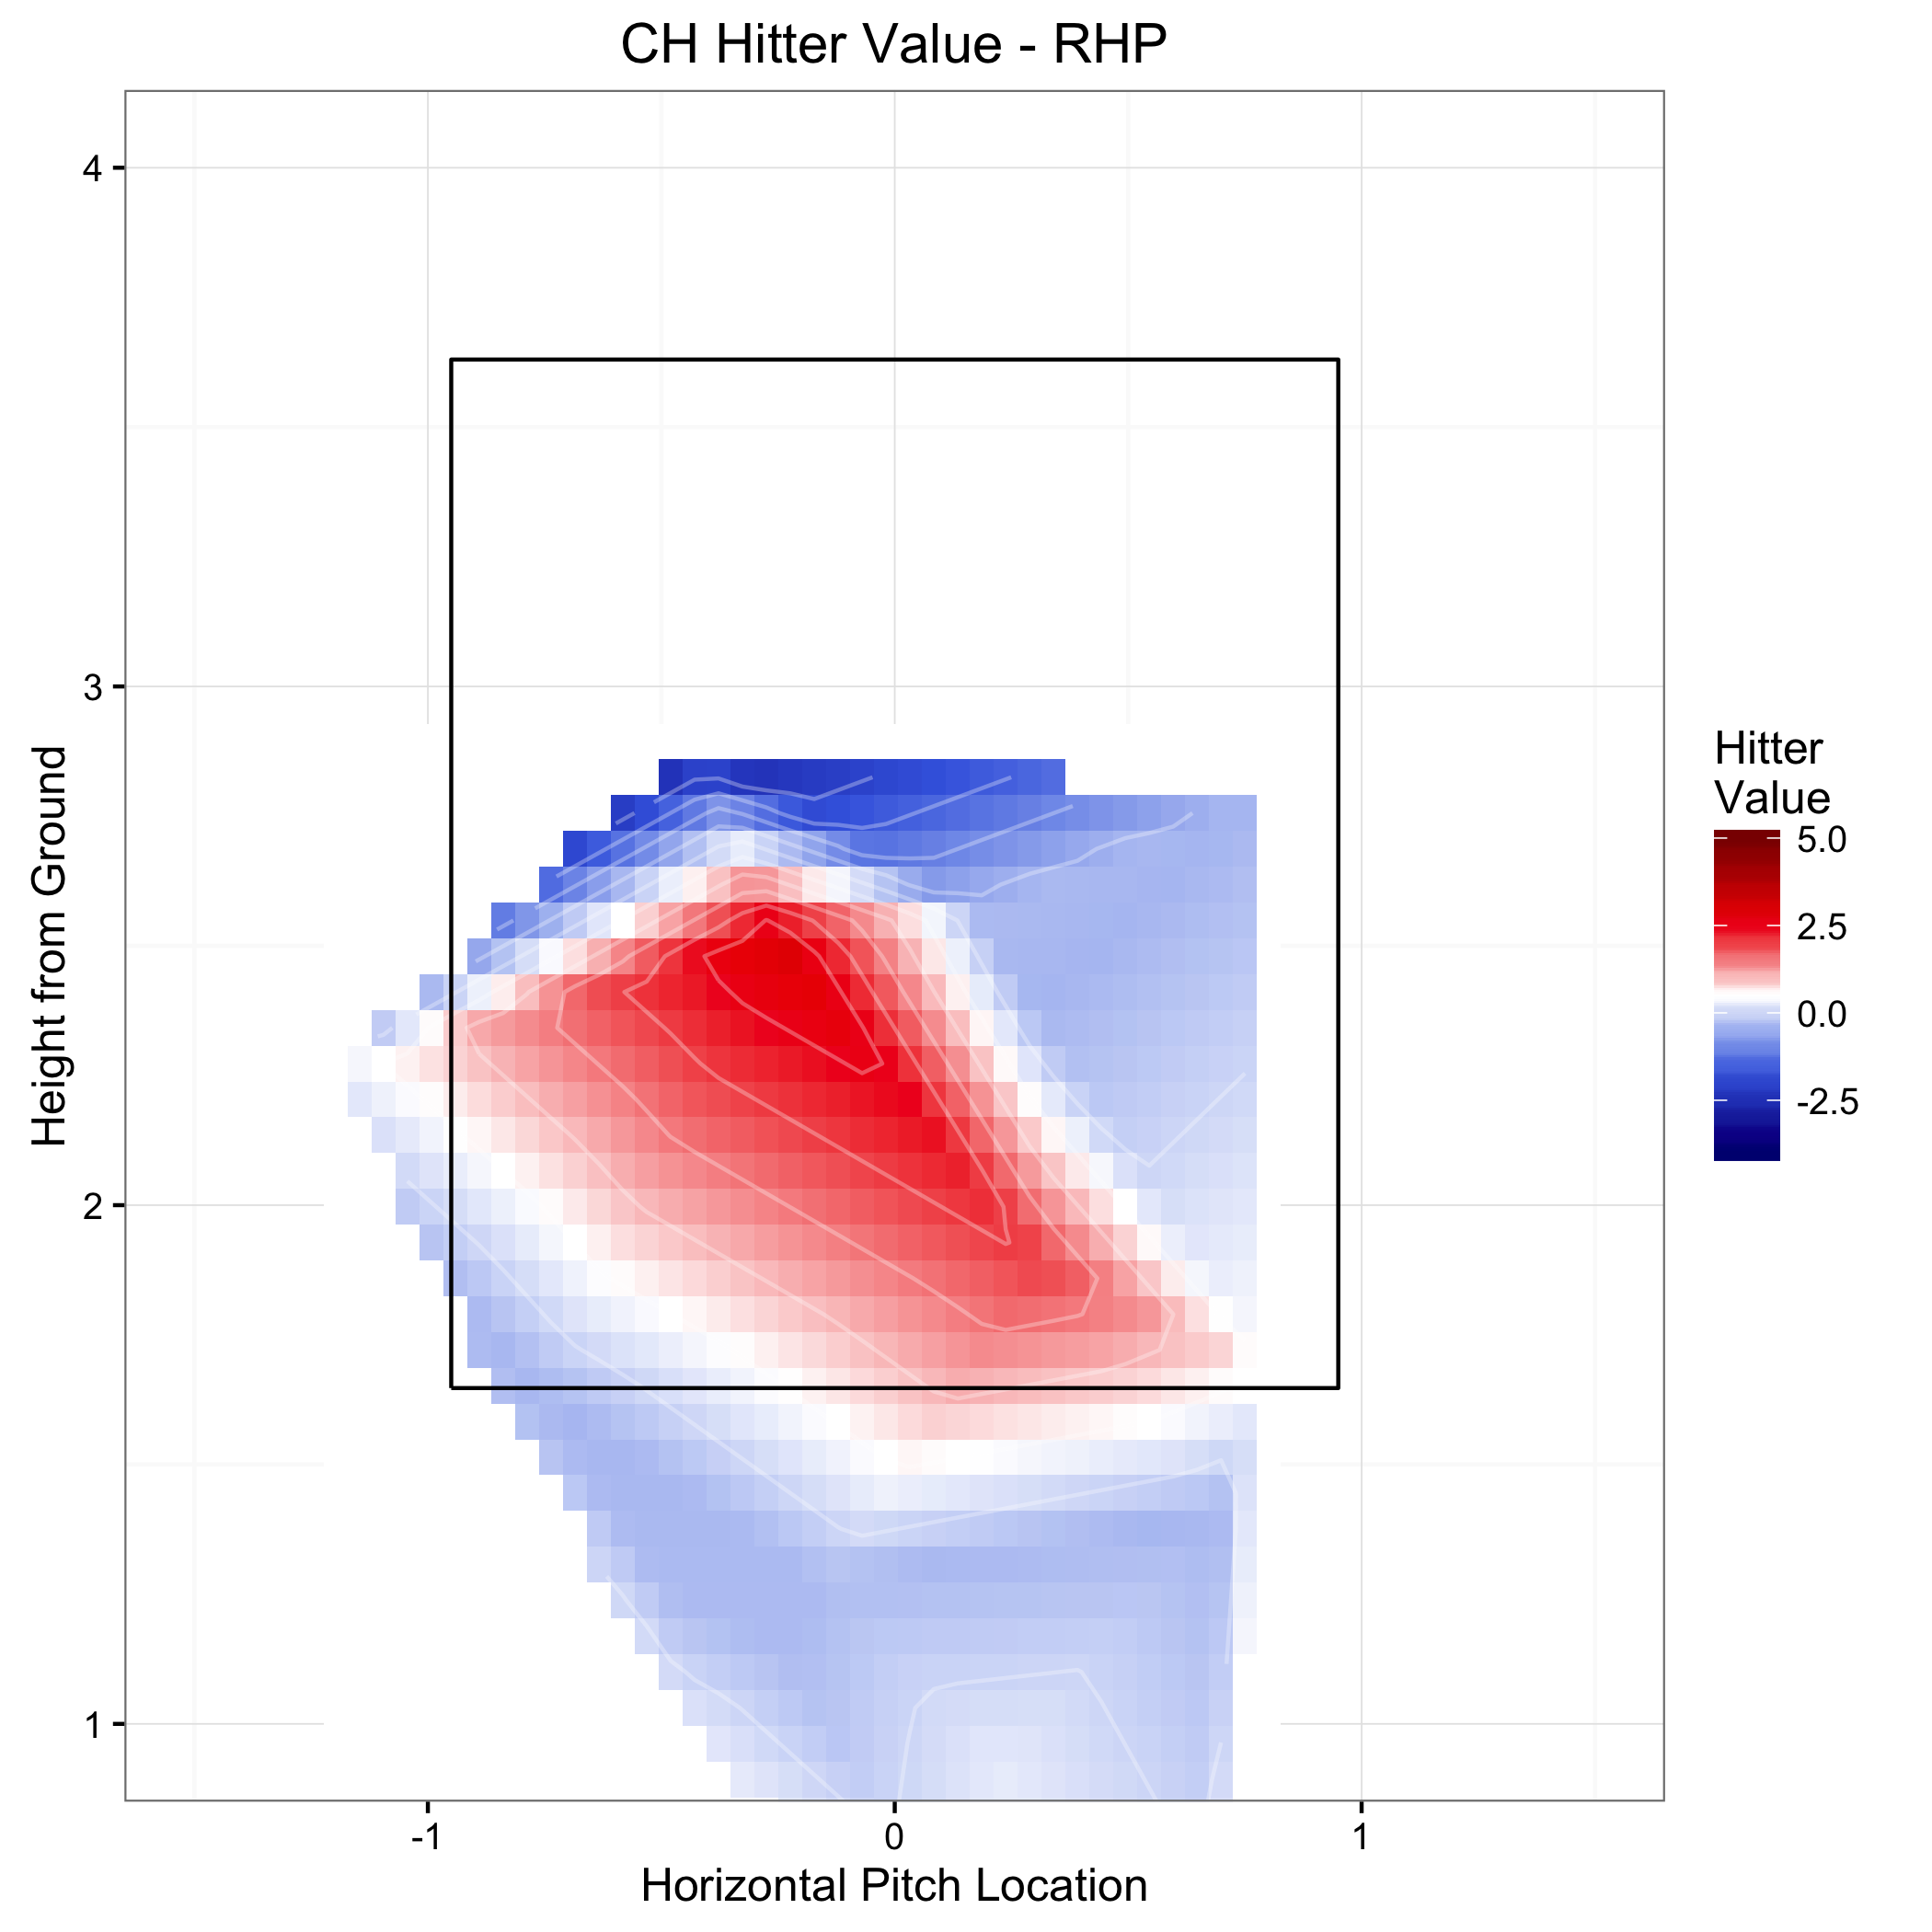 CH Hitter Value - RHP
4
3
2
1
Height from Ground
-1
0
1
Horizontal Pitch Location
Hitter
Value
5.0
2.5
0.0
-2.5